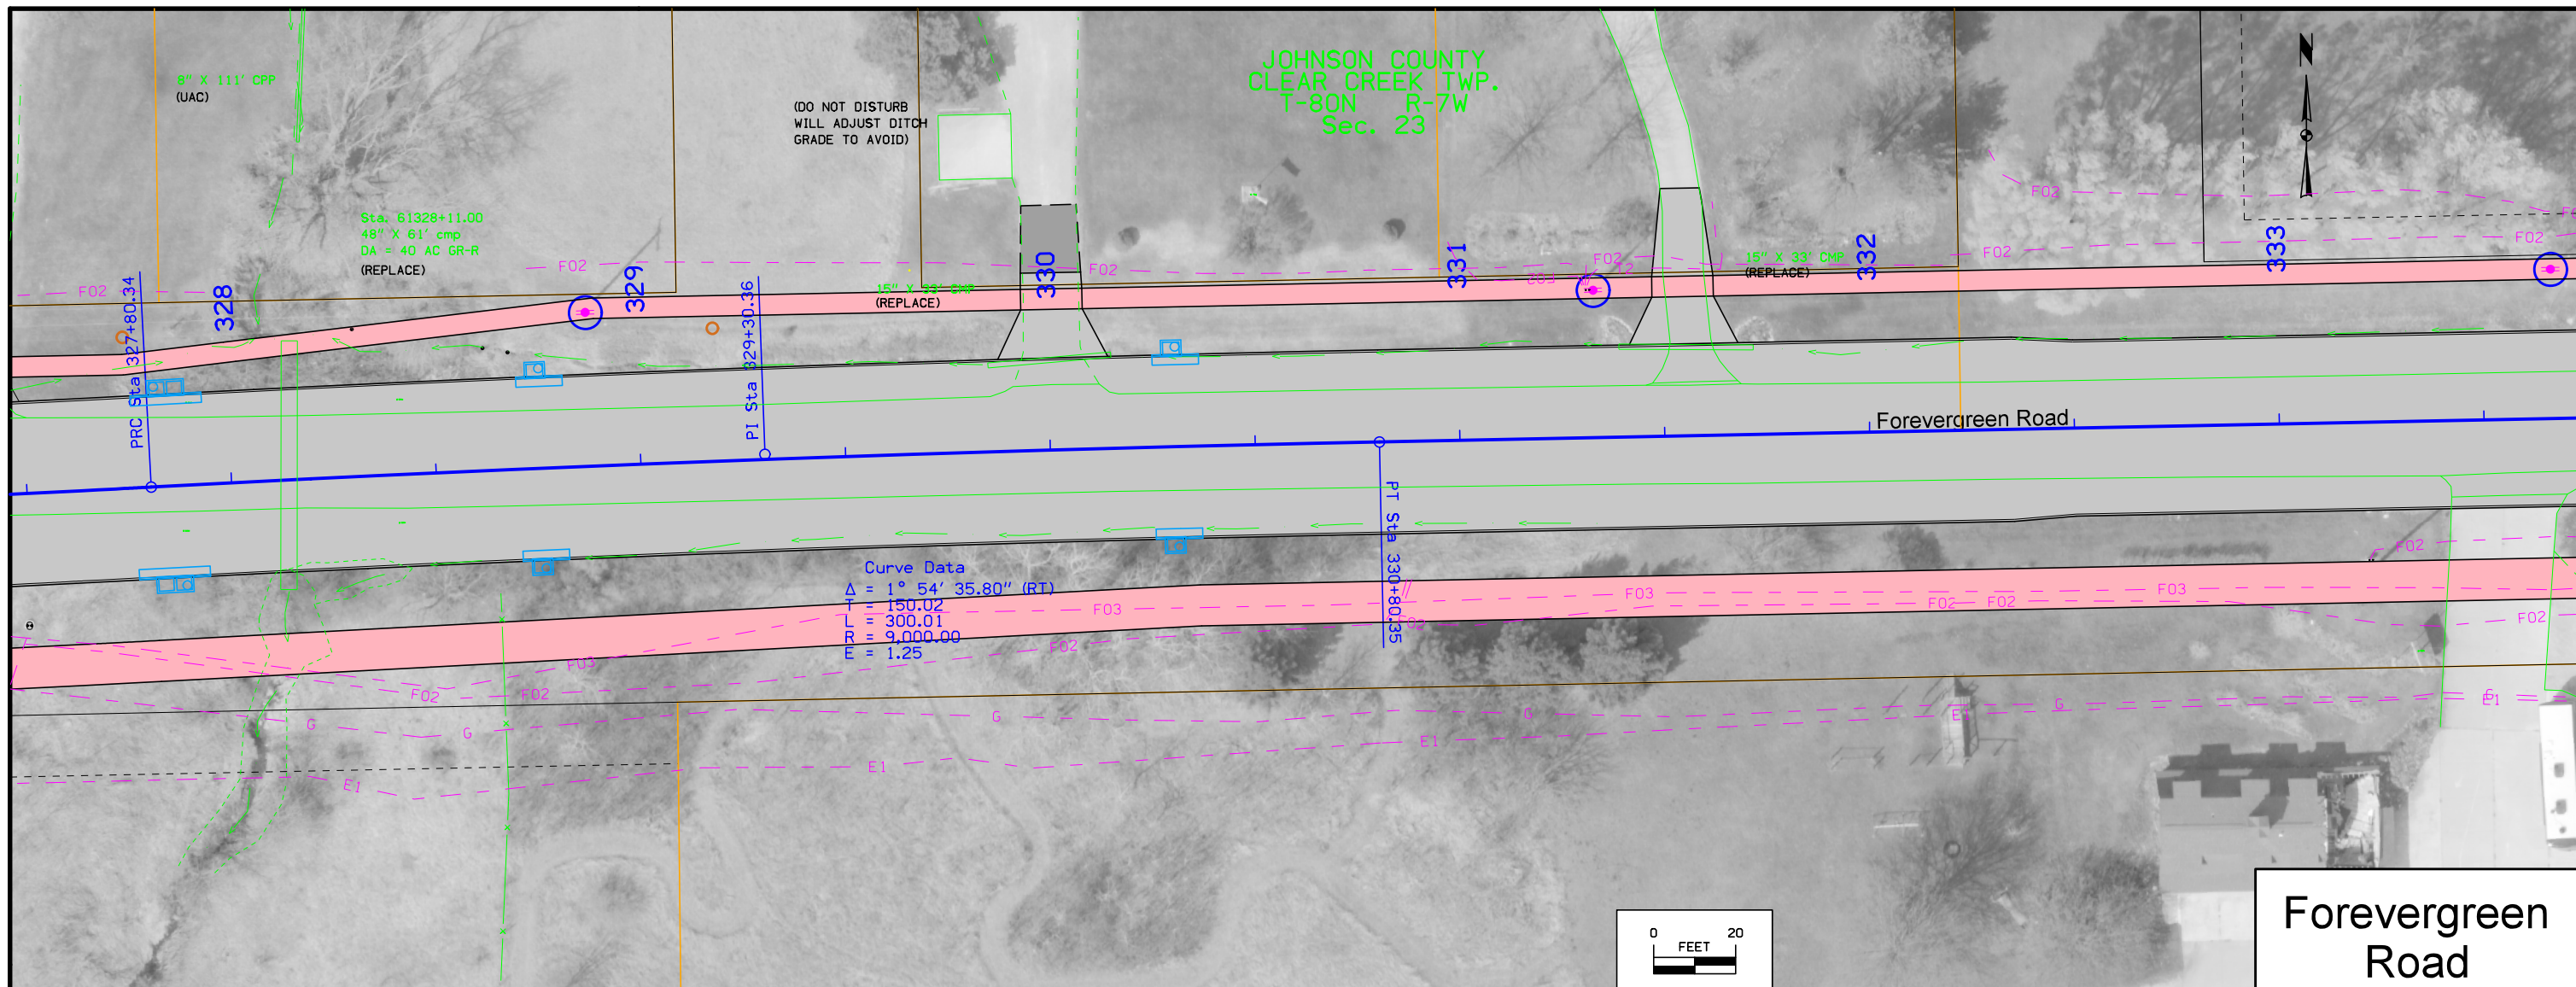 8" X 111' CPP
(UAC)
(DO NOT DISTURB
WILL ADJUST DITCH
GRADE TO AVOID)
JOHNSON COUNTY
CLEAR CREEK TWP.
T-80N R-7W
Sec. 23
N
Sta. 61328+11.00
48" X 61' cmp
DA = 40 AC GR-R
(REPLACE)
F02
F02
F02
F02
F02
F02
F02
F02
PRC Sta 327+80.34
328
329
PI Sta 329+30.36
15" X 33' CMP
(REPLACE)
330
331
15" X 33' CMP
(REPLACE)
332
333
Forevergreen Road
PT Sta 330+80.35
Curve Data
Δ = 1° 54' 35.80" (RT)
T = 150.02
L = 300.01
R = 9,000.00
E = 1.25
F03
F03
F03
F03
F02
F02
F02
F02
F02
F02
F02
F02
G
G
G
G
G
G
E1
E1
E1
E1
E1
0 20
FEET
Forevergreen
Road